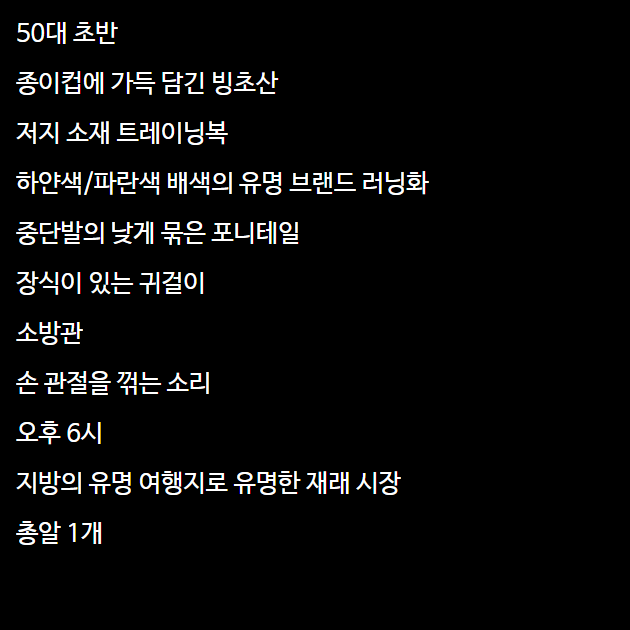 50대 초반
종이컵에 가득 담긴 빙초산
저지 소재 트레이닝복
하얀색/파란색 배색의 유명 브랜드 러닝화
중단발의 낮게 묶은 포니테일
장식이 있는 귀걸이
소방관
손 관절을 꺾는 소리
오후 6시
지방의 유명 여행지로 유명한 재래 시장
총알 1개